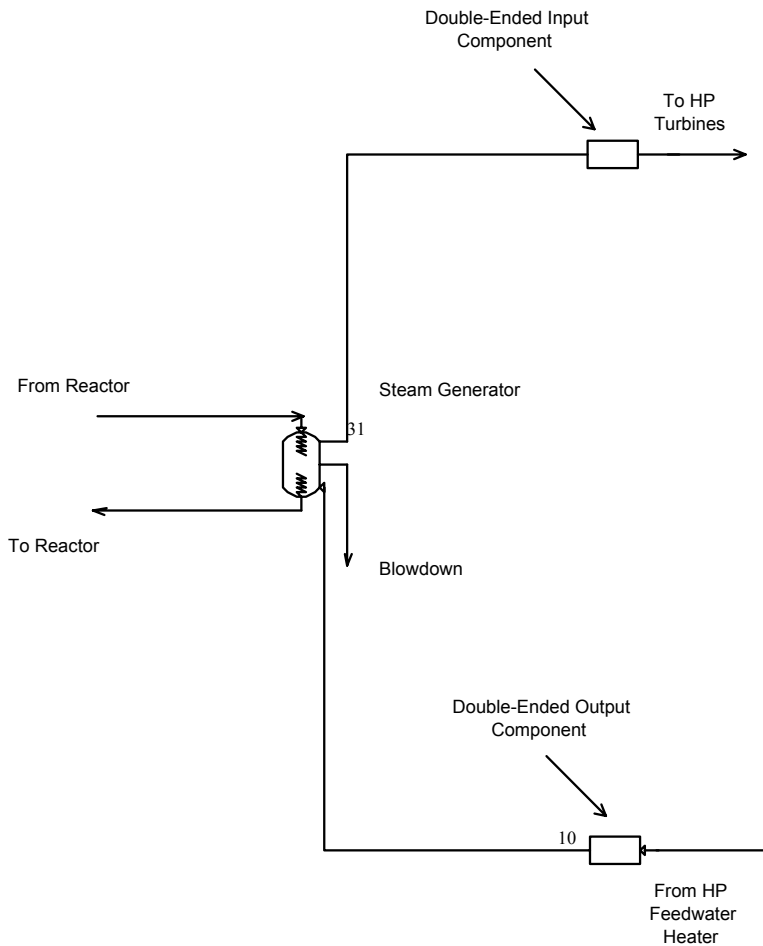 Double-Ended Input
Component
To HP
Turbines
From Reactor
Steam Generator
31
To Reactor
Blowdown
Double-Ended Output
Component
10
From HP
Feedwater
Heater